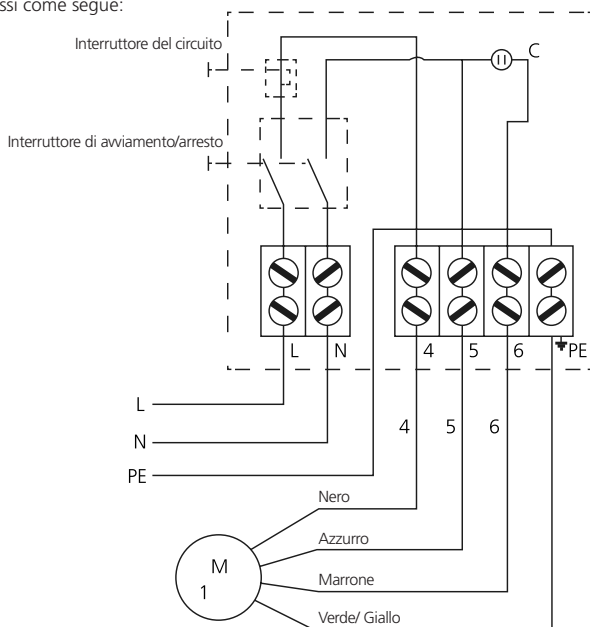 ssi come segue:
Interruttore del circuito
C
Interruttore di avviamento/arresto
L N 4 5 6 PE
L
4 5 6
N
PE
Nero
Azzurro
M
Marrone
1
Verde/ Giallo